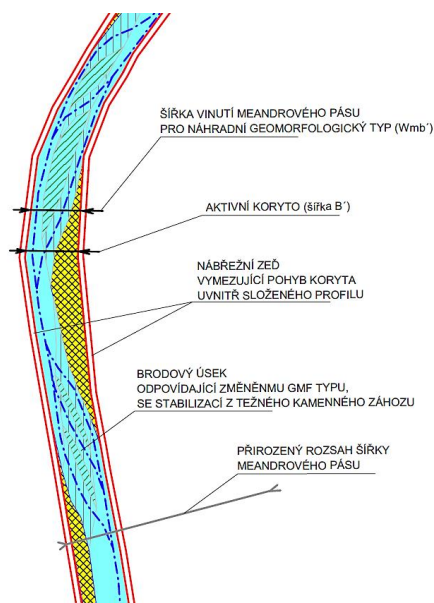 ŠÍŘKA VINUTÍ MEANDROVÉHO PÁSU
PRO NÁHRADNÍ GEOMORFOLOGICKÝ TYP (Wmb´)
AKTIVNÍ KORYTO (šířka B´)
NÁBŘEŽNÍ ZEĎ
VYMEZUJÍCÍ POHYB KORYTA
UVNITŘ SLOŽENÉHO PROFILU
BRODOVÝ ÚSEK
ODPOVÍDAJÍCÍ ZMĚNĚNMU GMF TYPU,
SE STABILIZACÍ Z TEŽNÉHO KAMENNÉHO ZÁHOZU
PŘIROZENÝ ROZSAH ŠÍŘKY
MEANDROVÉHO PÁSU